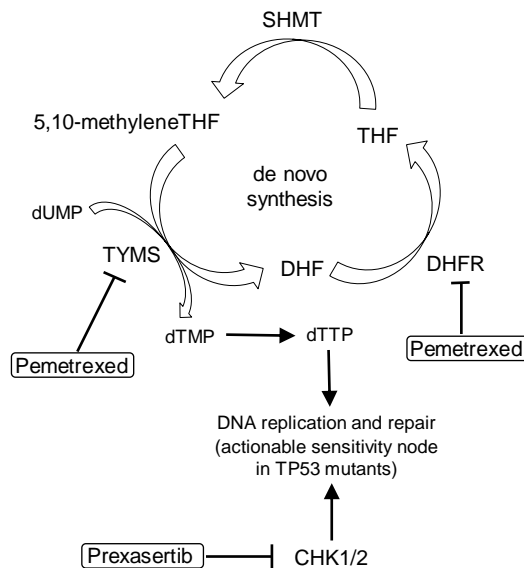 SHMT
5,10-methyleneTHF
THF
de novo
synthesis
dUMP
TYMS
DHF
DHFR
dTMP
dTTP
Pemetrexed
Pemetrexed
DNA replication and repair
(actionable sensitivity node
in TP53 mutants)
Prexasertib
CHK1/2